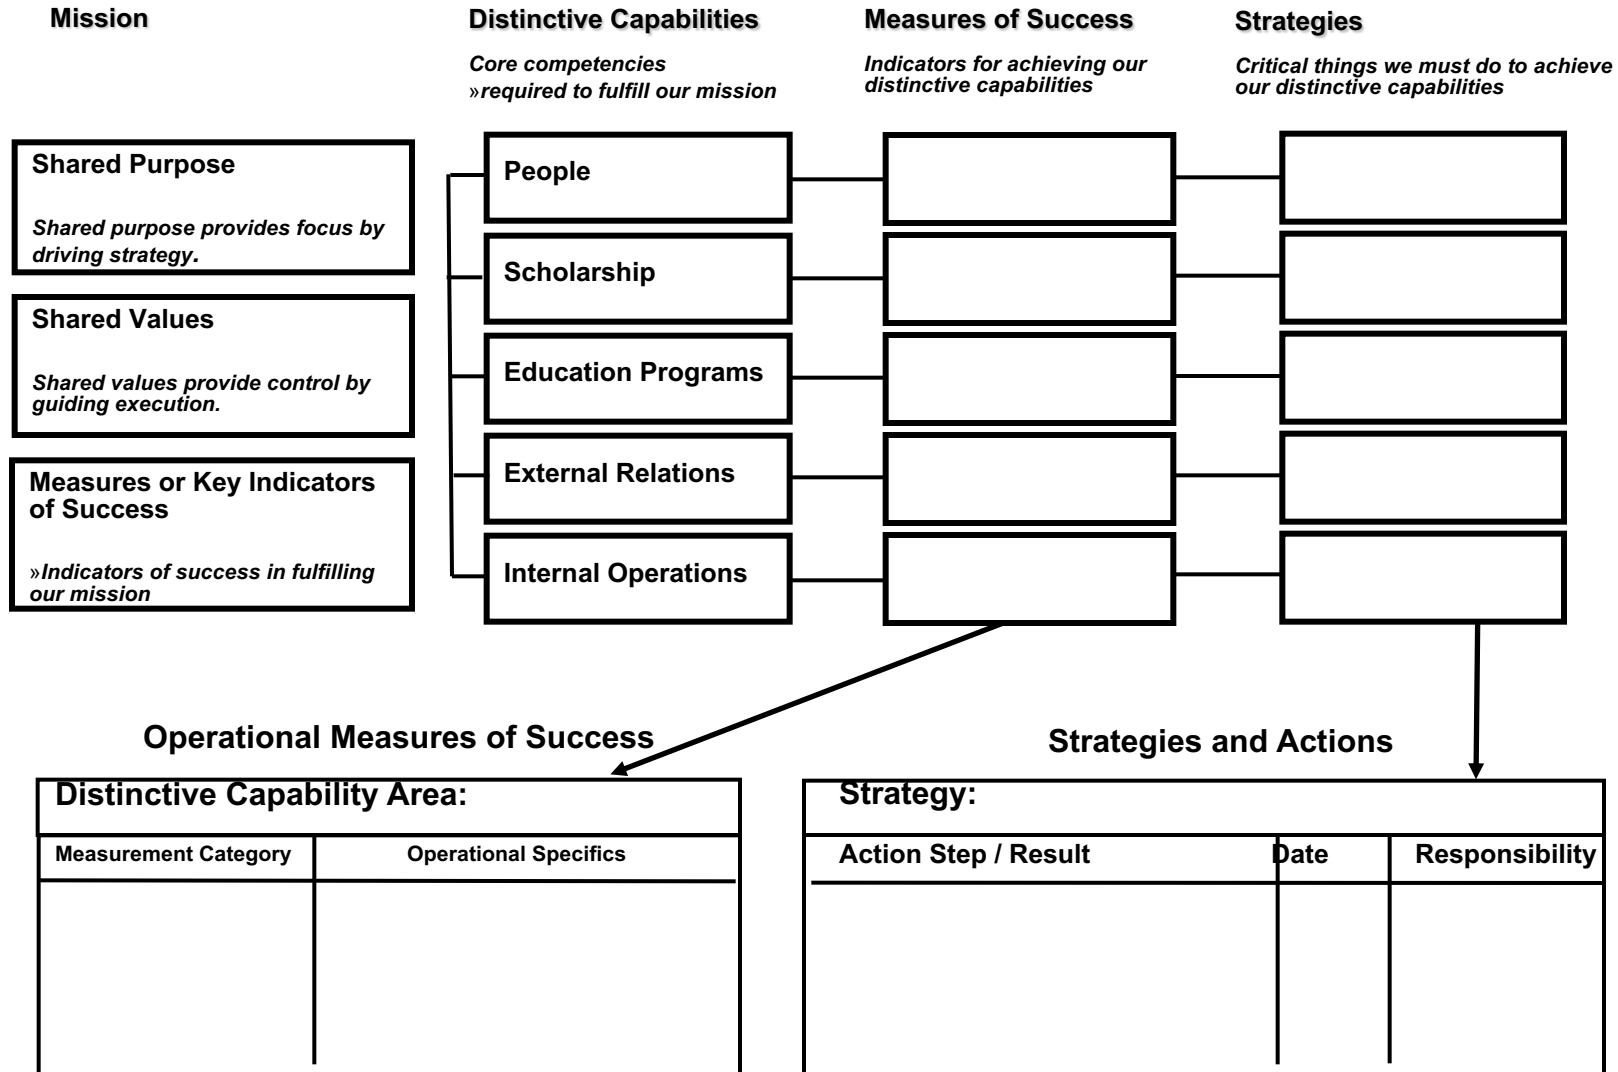 Mission
Distinctive Capabilities
Measures of Success
Strategies
Core competencies
»required to fulfill our mission
Indicators for achieving our
distinctive capabilities
Critical things we must do to achieve
our distinctive capabilities
Shared Purpose
Shared purpose provides focus by
driving strategy.
Shared Values
Shared values provide control by
guiding execution.
Measures or Key Indicators
of Success
»Indicators of success in fulfilling
our mission
People
Scholarship
Education Programs
External Relations
Internal Operations
Operational Measures of Success
Distinctive Capability Area:
Measurement Category
Operational Specifics
Strategies and Actions
Strategy:
Action Step / Result
Date
Responsibility